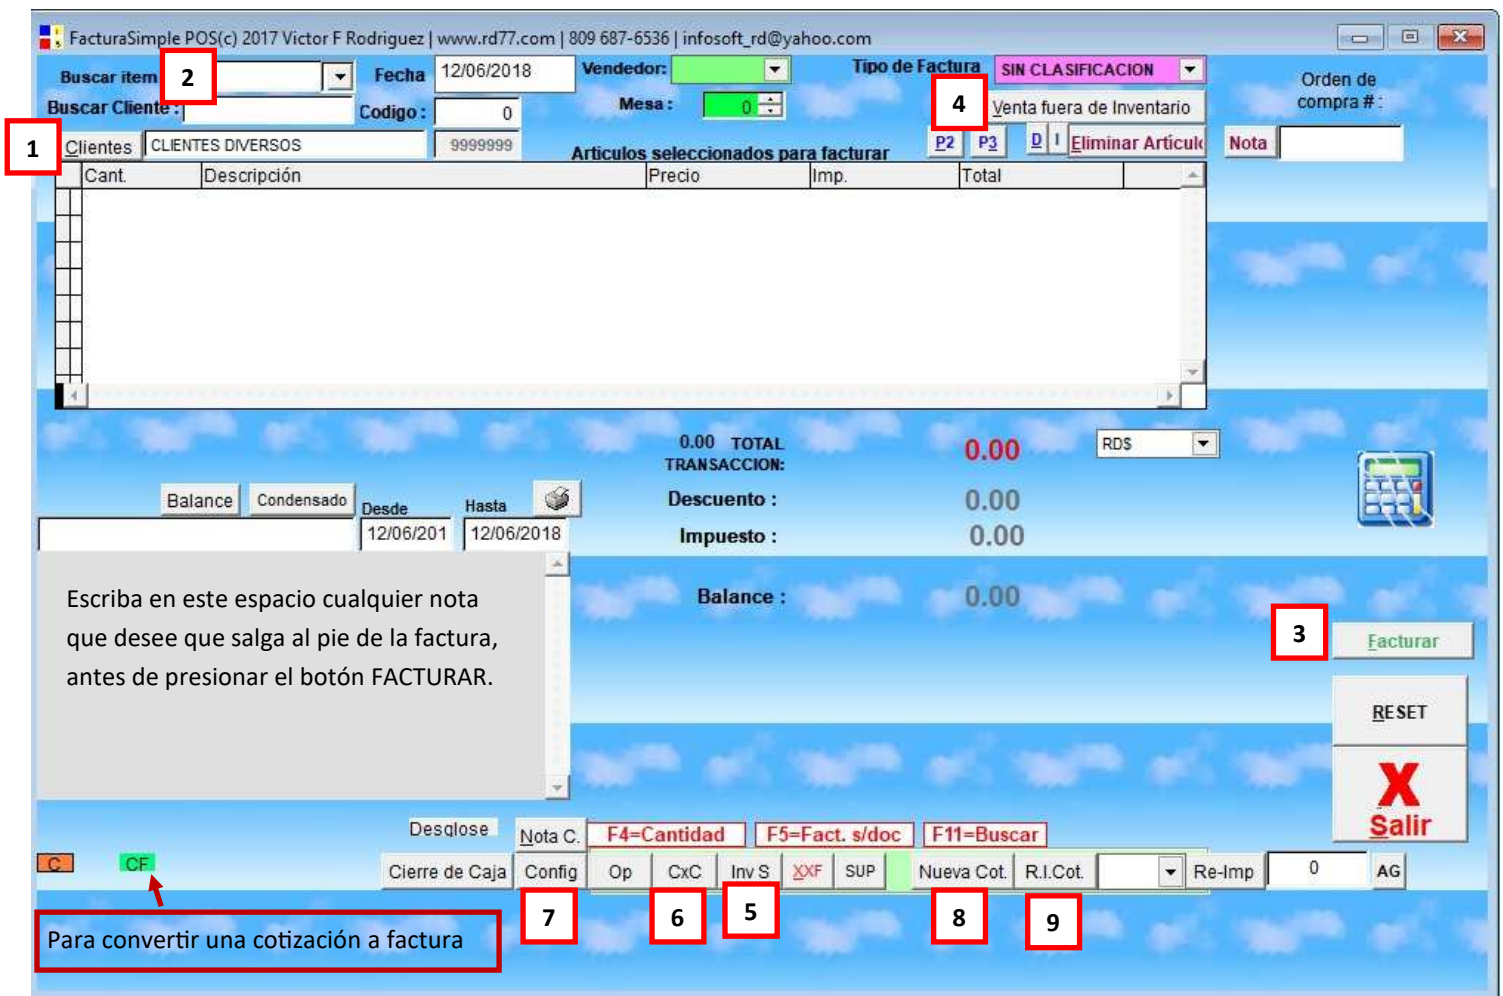 FacturaSimple POS(c) 2017 Victor F Rodriguez | www.rd77.com | 809 687-6536 | infosoft_rd@yahoo.com
Buscar item 2 Fecha 12/06/2018 Vendedor: Tipo de Factura SIN CLASIFICACION
Orden de
compra # :
Buscar Cliente : Codigo : 0 Mesa : 0 4 Venta fuera de Inventario
1 Clientes CLIENTES DIVERSOS 9999999 Articulos seleccionados para facturar P2 P3 D I Eliminar Artícul Nota
Cant. Descripción Precio Imp. Total
0.00 TOTAL
TRANSACCION: 0.00 RD$
Balance Condensado Desde Hasta Descuento : 0.00
12/06/201 12/06/2018 Impuesto : 0.00
Balance : 0.00
Escriba en este espacio cualquier nota
que desee que salga al pie de la factura,
antes de presionar el botón FACTURAR.
3 Facturar
RESET
X
Salir
Desglose Nota C. F4=Cantidad F5=Fact. s/doc F11=Buscar
C CF Cierre de Caja Config Op CxC Inv S XXF SUP Nueva Cot. R.I.Cot. Re-Imp 0 AG
7 6 5 8 9
Para convertir una cotización a factura